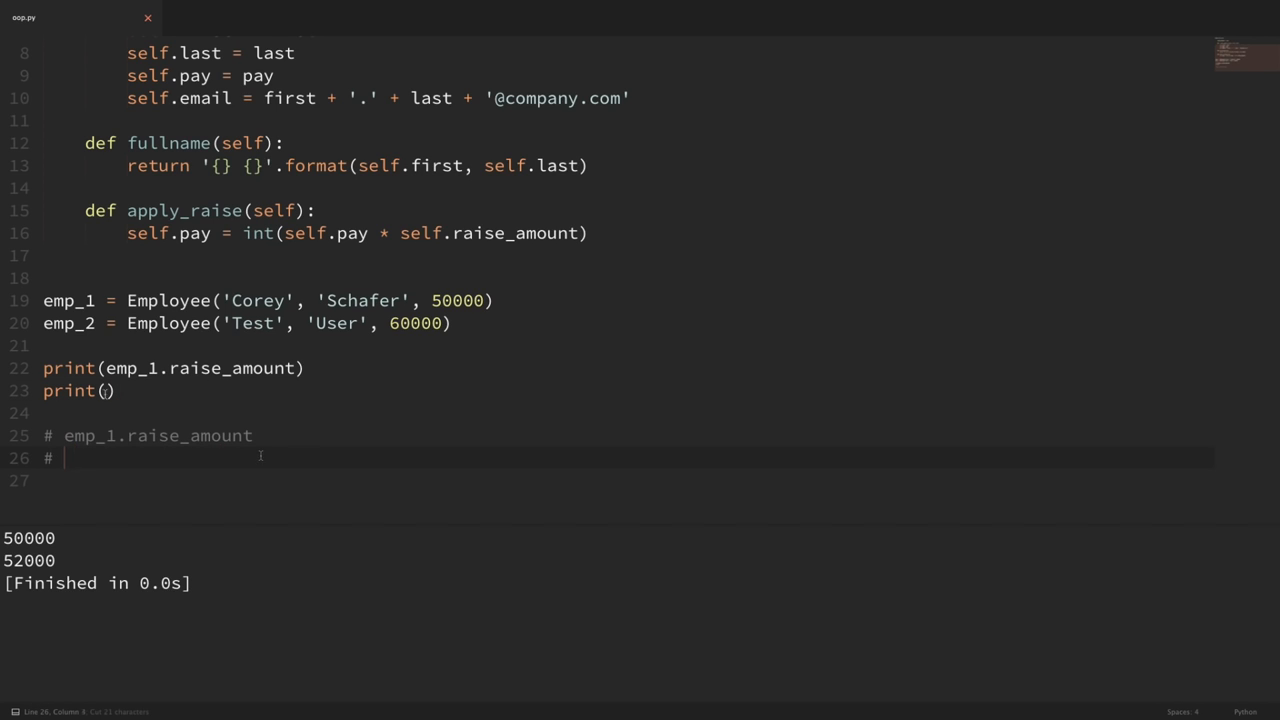 oop.py
8 self.last = last
9 self.pay = pay
10 self.email = first + '.' + last + '@company.com'
11
12 def fullname(self):
13 return '{} {}'.format(self.first, self.last)
14
15 def apply_raise(self):
16 self.pay = int(self.pay * self.raise_amount)
17
18
19 emp_1 = Employee('Corey', 'Schafer', 50000)
20 emp_2 = Employee('Test', 'User', 60000)
21
22 print(emp_1.raise_amount)
23 print()
24
25 # emp_1.raise_amount
26 #
27
50000
52000
[Finished in 0.0s]
Line 26, Column 8; Cut 21 characters
Spaces: 4
Python